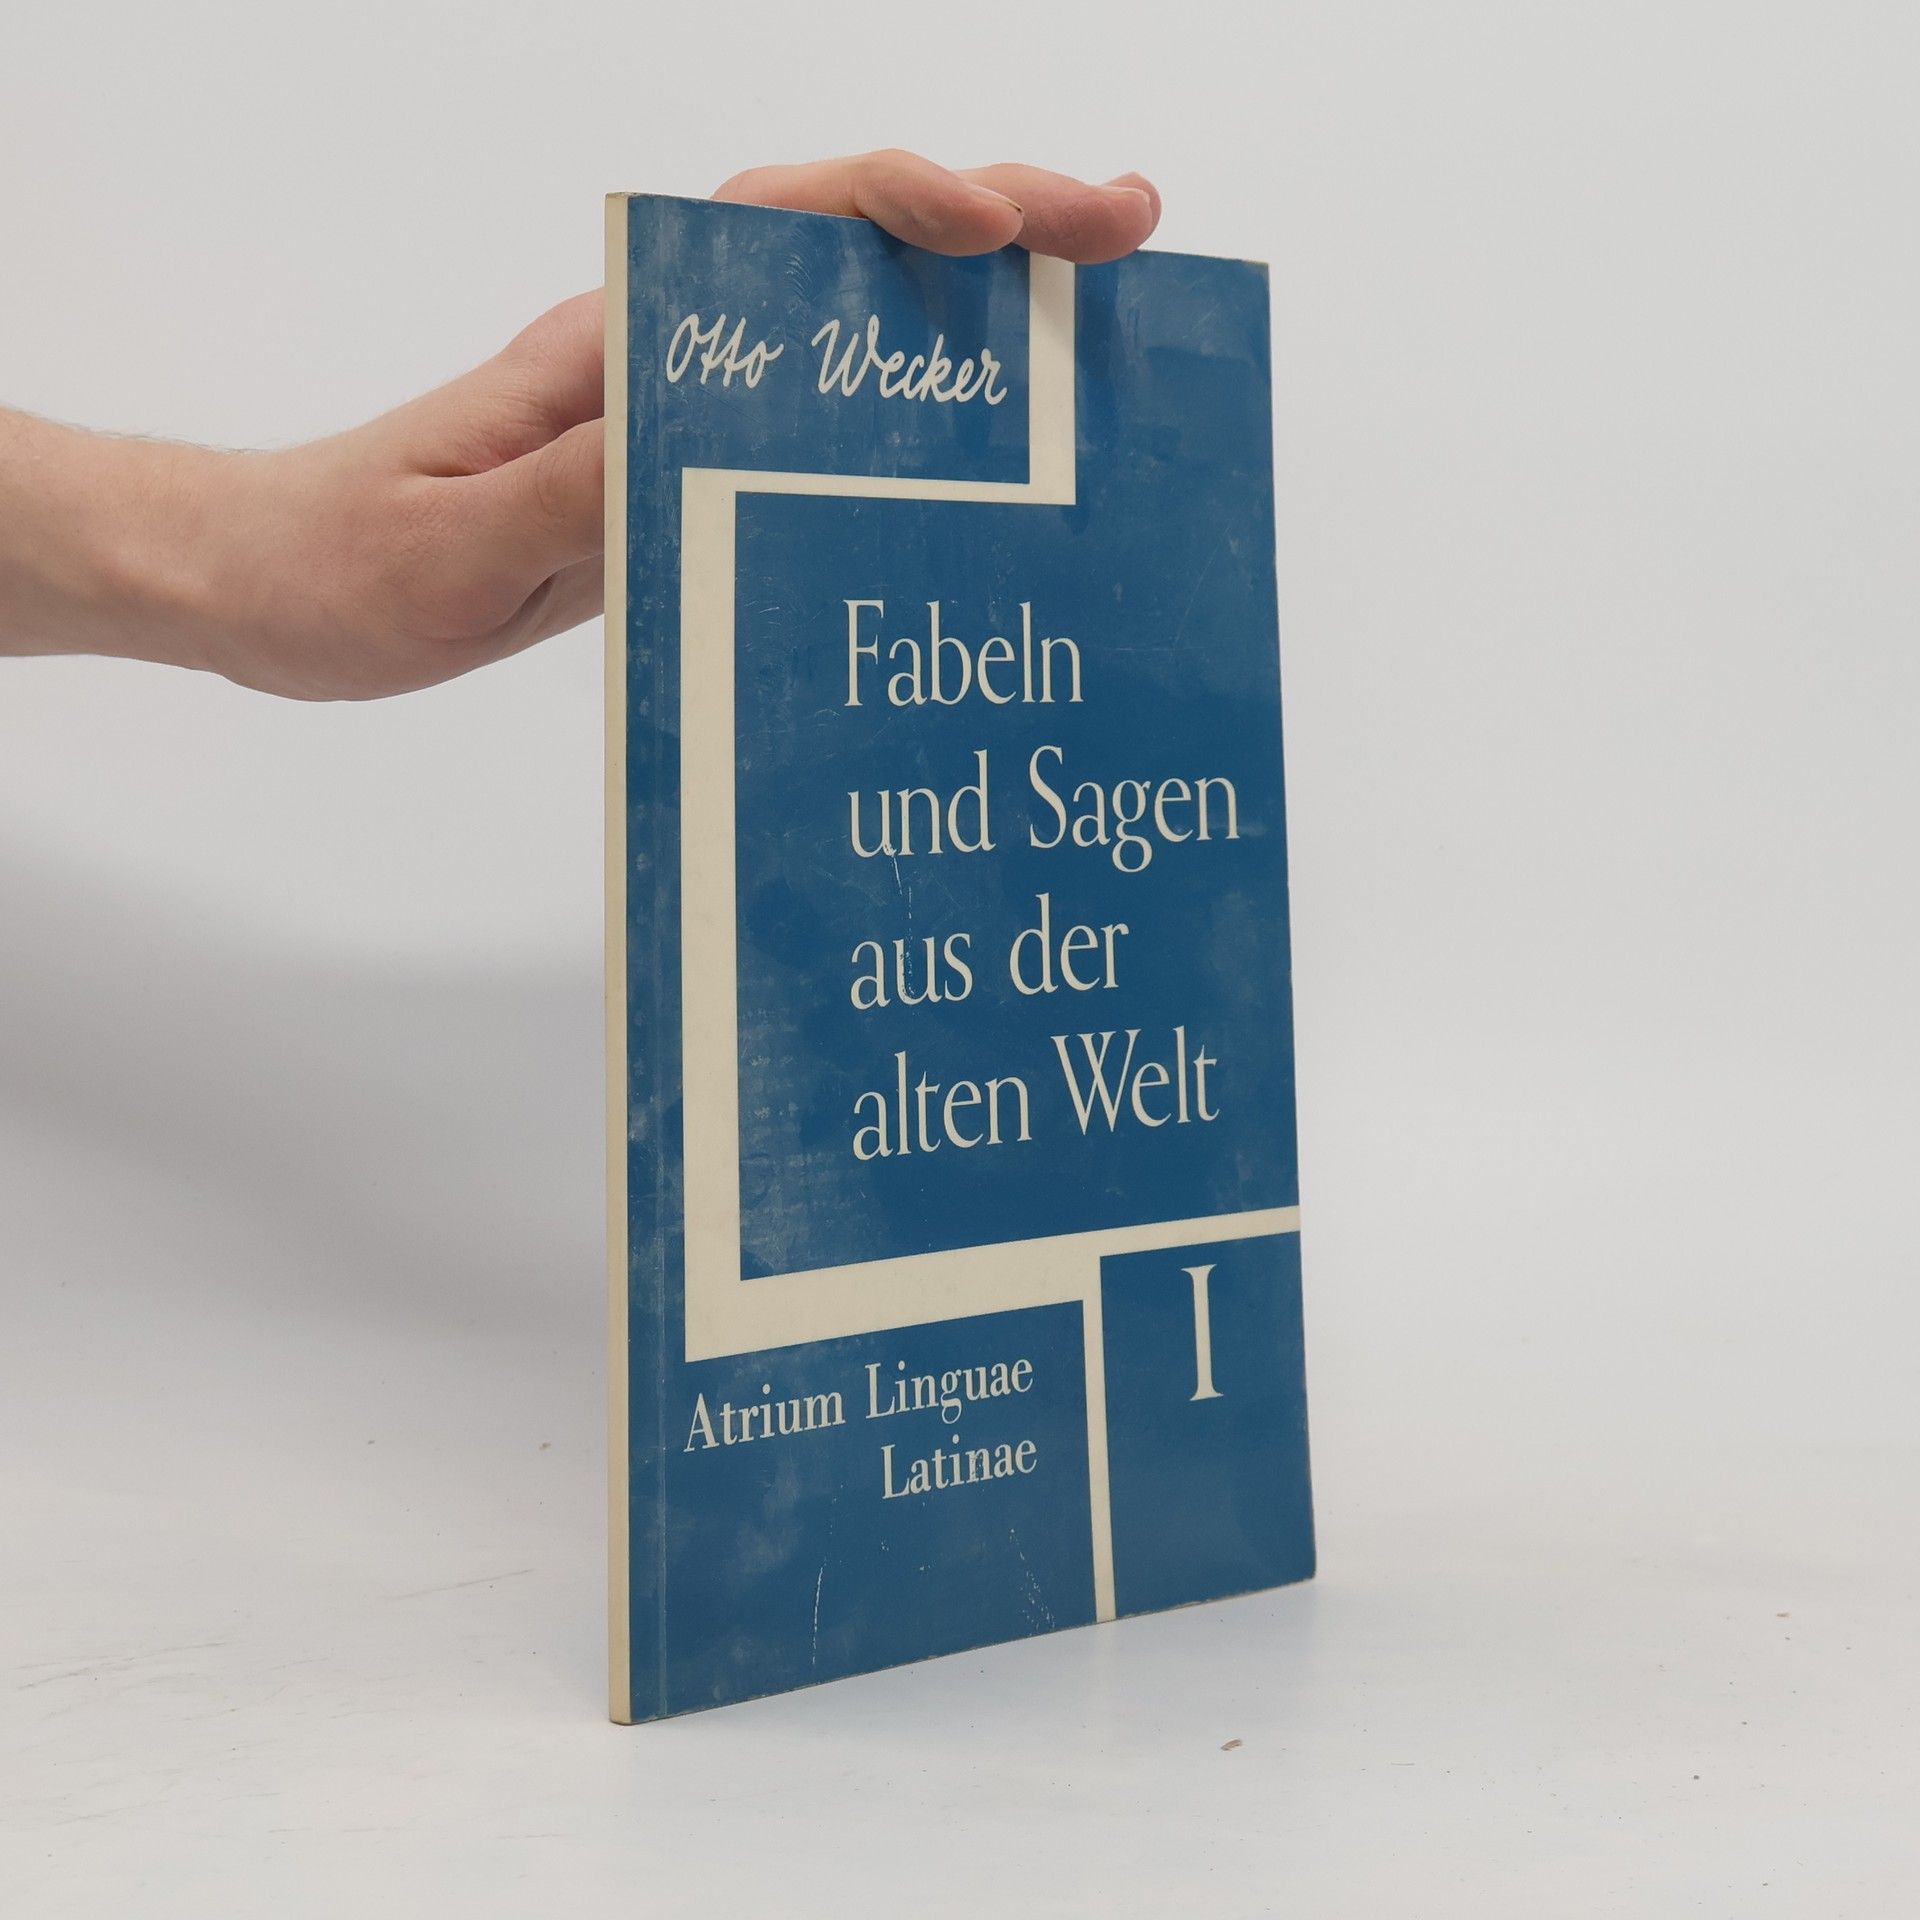 Otto Wecker
Fabeln
und Sagen
aus der
alten Welt
I
Atrium Linguae
Latinae